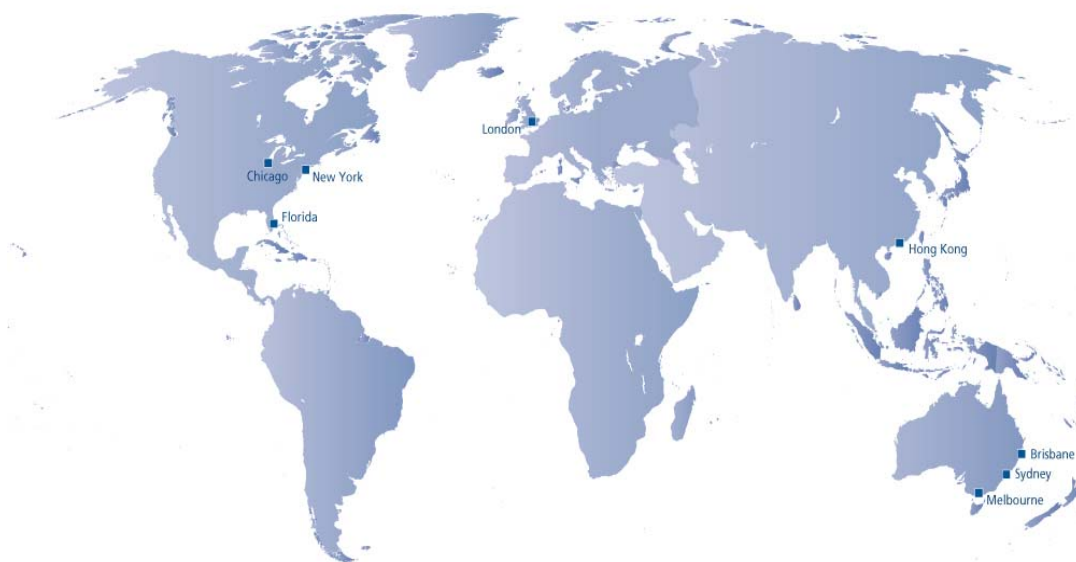 London
Chicago
New York
Florida
Hong Kong
Brisbane
Sydney
Melbourne